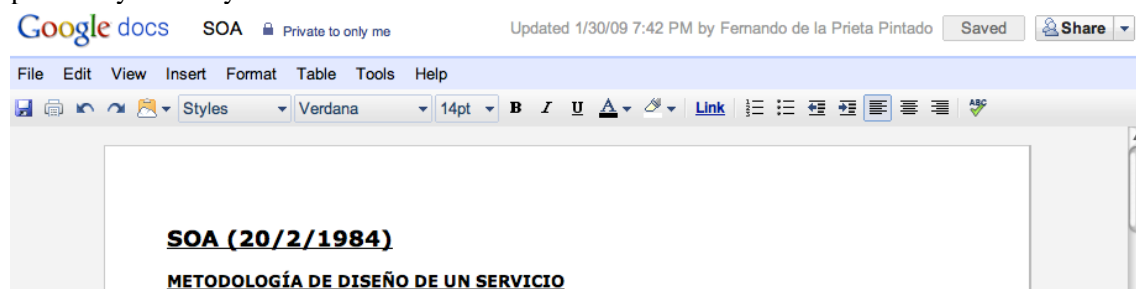 Google docs SOA Private to only me Updated 1/30/09 7:42 PM by Fernando de la Prieta Pintado Saved Share
File Edit View Insert Format Table Tools Help
Styles Verdana 14pt B I U A Link ABC
SOA (20/2/1984)
METODOLOGÍA DE DISEÑO DE UN SERVICIO